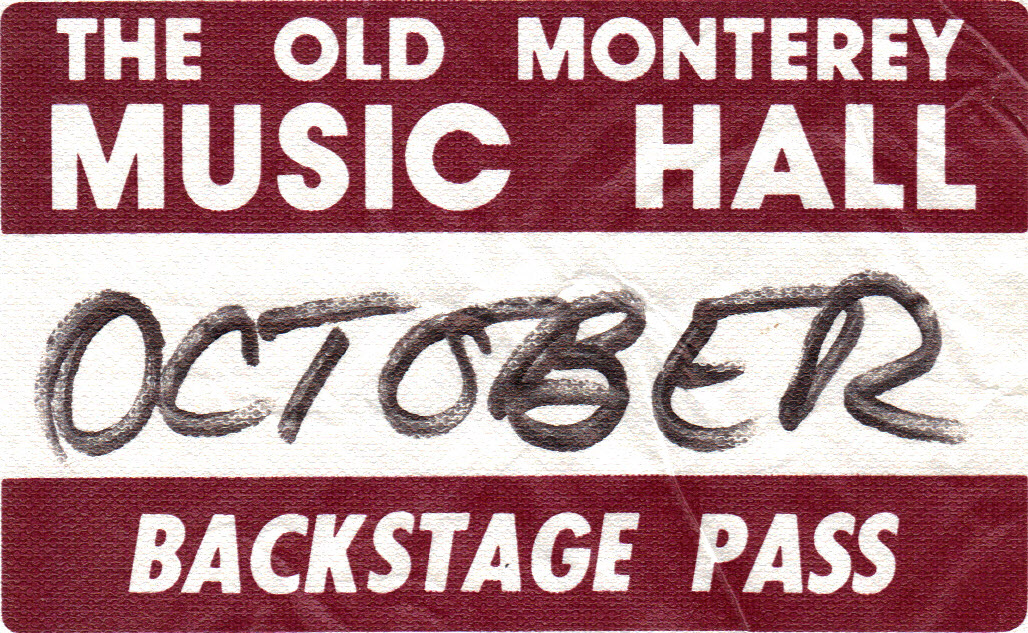 THE OLD MONTEREY
MUSIC HALL
OCTOBER
BACKSTAGE PASS